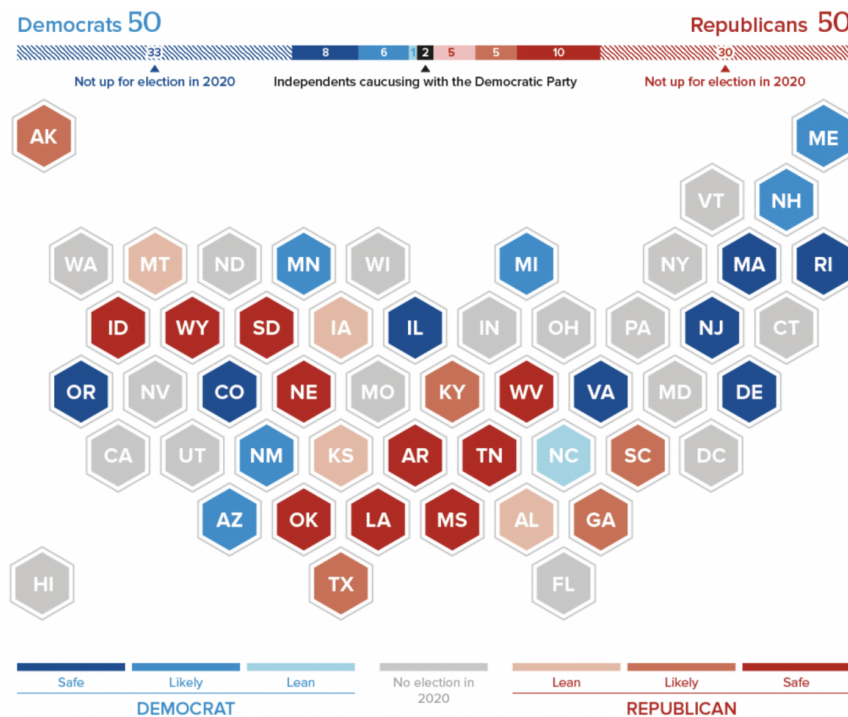 Democrats 50 Republicans 50
33 8 6 1 2 5 5 10 30
Not up for election in 2020 Independents caucusing with the Democratic Party Not up for election in 2020
AK ME
VT NH
WA MT ND MN WI MI NY MA RI
ID WY SD IA IL IN OH PA NJ CT
OR NV CO NE MO KY WV VA MD DE
CA UT NM KS AR TN NC SC DC
AZ OK LA MS AL GA
HI TX FL
Safe Likely Lean No election in Lean Likely Safe
2020
DEMOCRAT REPUBLICAN